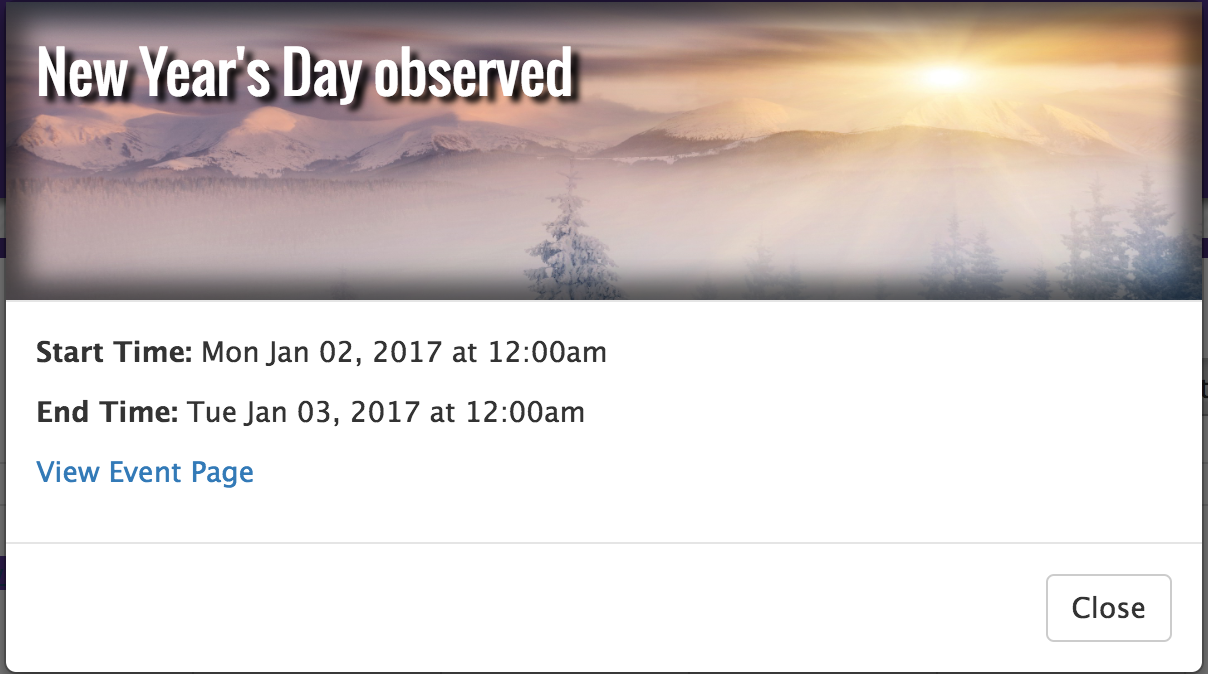 New Year's Day observed
Start Time: Mon Jan 02, 2017 at 12:00am
End Time: Tue Jan 03, 2017 at 12:00am
View Event Page
Close